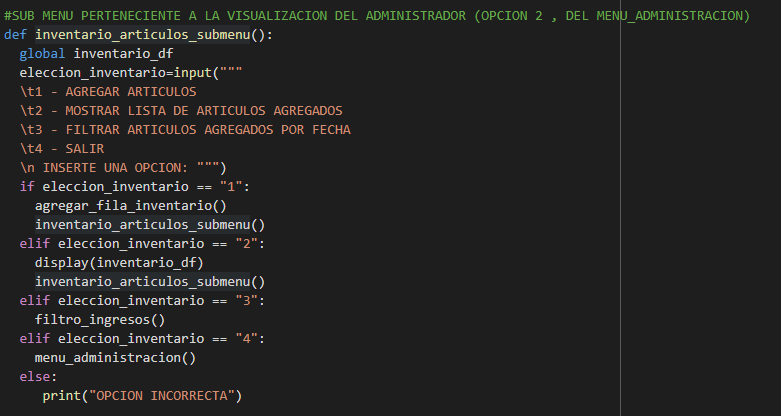 #SUB MENU PERTENECIENTE A LA VISUALIZACION DEL ADMINISTRADOR (OPCION 2 , DEL MENU_ADMINISTRACION)
def inventario_articulos_submenu():
  global inventario_df
  eleccion_inventario=input("""
  \t1 - AGREGAR ARTICULOS
  \t2 - MOSTRAR LISTA DE ARTICULOS AGREGADOS
  \t3 - FILTRAR ARTICULOS AGREGADOS POR FECHA
  \t4 - SALIR
  \n INSERTE UNA OPCION: """)
  if eleccion_inventario == "1":
    agregar_fila_inventario()
    inventario_articulos_submenu()
  elif eleccion_inventario == "2":
    display(inventario_df)
    inventario_articulos_submenu()
  elif eleccion_inventario == "3":
    filtro_ingresos()
  elif eleccion_inventario == "4":
    menu_administracion()
  else:
     print("OPCION INCORRECTA")